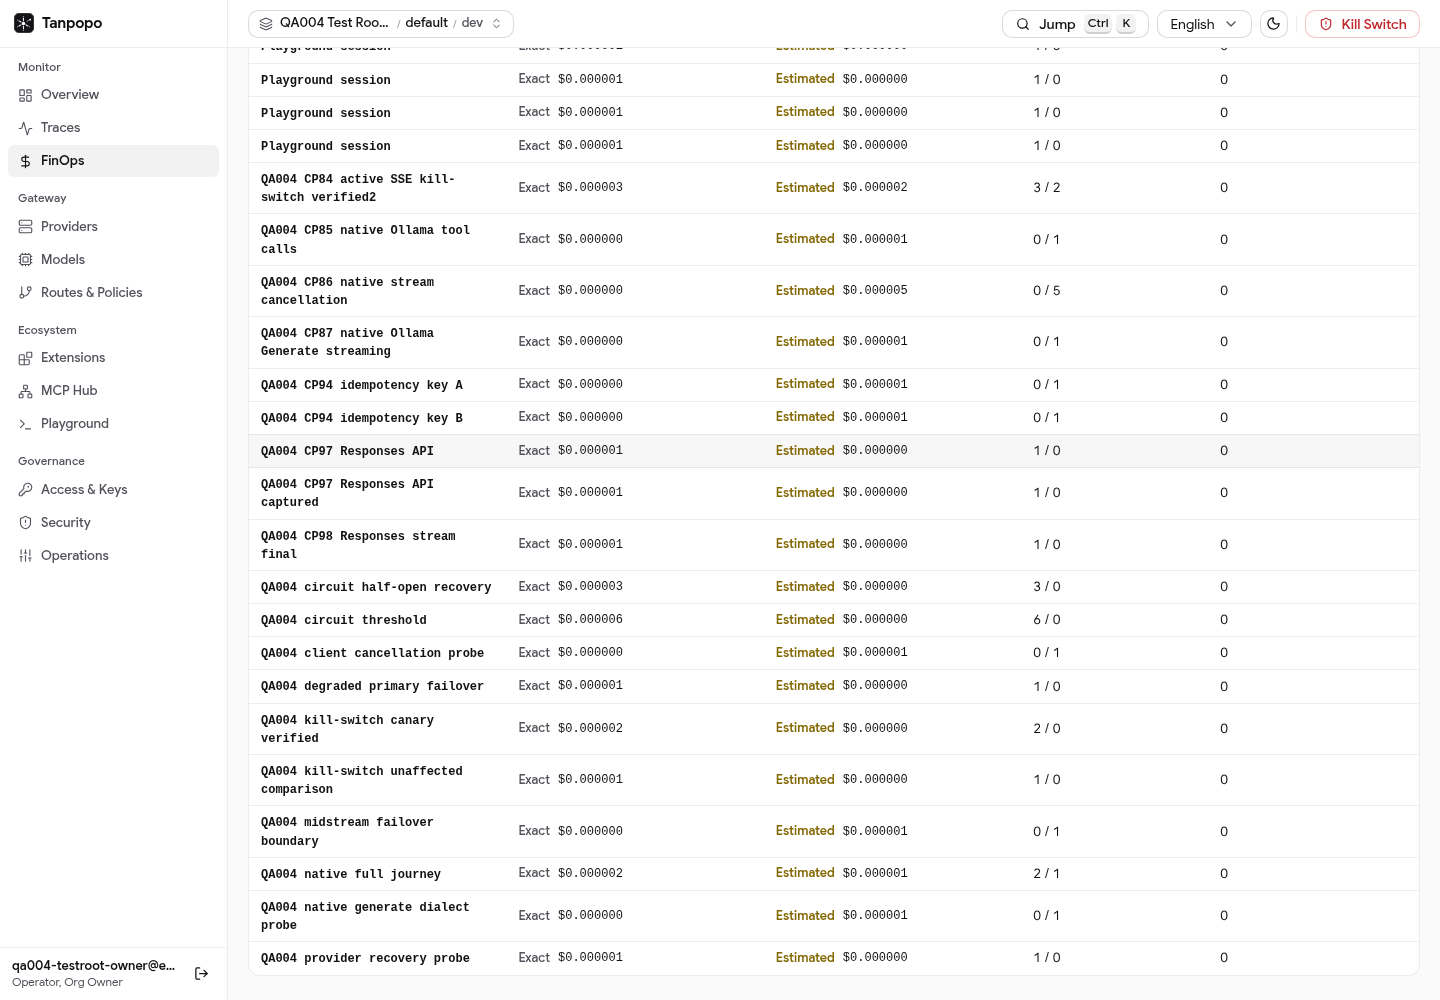 Tanpopo
QA004 Test Roo... / default / dev
Jump Ctrl K
English
Kill Switch
Monitor
Overview
Traces
FinOps
Gateway
Providers
Models
Routes & Policies
Ecosystem
Extensions
MCP Hub
Playground
Governance
Access & Keys
Security
Operations
qa004-testroot-owner@e...
Operator, Org Owner
Playground session Exact $0.000001 Estimated $0.000000 1 / 0 0
Playground session Exact $0.000001 Estimated $0.000000 1 / 0 0
Playground session Exact $0.000001 Estimated $0.000000 1 / 0 0
QA004 CP84 active SSE kill-
switch verified2 Exact $0.000003 Estimated $0.000002 3 / 2 0
QA004 CP85 native Ollama tool
calls Exact $0.000000 Estimated $0.000001 0 / 1 0
QA004 CP86 native stream
cancellation Exact $0.000000 Estimated $0.000005 0 / 5 0
QA004 CP87 native Ollama
Generate streaming Exact $0.000000 Estimated $0.000001 0 / 1 0
QA004 CP94 idempotency key A Exact $0.000000 Estimated $0.000001 0 / 1 0
QA004 CP94 idempotency key B Exact $0.000000 Estimated $0.000001 0 / 1 0
QA004 CP97 Responses API Exact $0.000001 Estimated $0.000000 1 / 0 0
QA004 CP97 Responses API
captured Exact $0.000001 Estimated $0.000000 1 / 0 0
QA004 CP98 Responses stream
final Exact $0.000001 Estimated $0.000000 1 / 0 0
QA004 circuit half-open recovery Exact $0.000003 Estimated $0.000000 3 / 0 0
QA004 circuit threshold Exact $0.000006 Estimated $0.000000 6 / 0 0
QA004 client cancellation probe Exact $0.000000 Estimated $0.000001 0 / 1 0
QA004 degraded primary failover Exact $0.000001 Estimated $0.000000 1 / 0 0
QA004 kill-switch canary
verified Exact $0.000002 Estimated $0.000000 2 / 0 0
QA004 kill-switch unaffected
comparison Exact $0.000001 Estimated $0.000000 1 / 0 0
QA004 midstream failover
boundary Exact $0.000000 Estimated $0.000001 0 / 1 0
QA004 native full journey Exact $0.000002 Estimated $0.000001 2 / 1 0
QA004 native generate dialect
probe Exact $0.000000 Estimated $0.000001 0 / 1 0
QA004 provider recovery probe Exact $0.000001 Estimated $0.000000 1 / 0 0